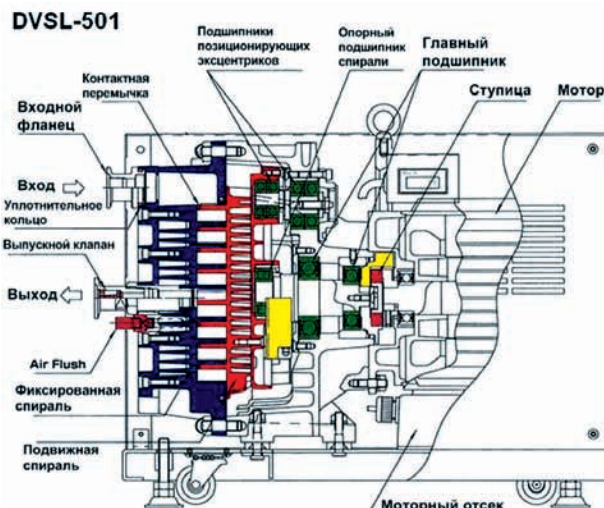 DVSL-501
Подшипники
позиционирующих
эксцентриков
Опорный
подшипник
спирали
Главный
подшипник
Контактная
перемычка
Ступица
Мотор
Входной
фланец
Вход
Уплотнительное
кольцо
Выпускной клапан
Выход
Air Flush
Фиксированная
спираль
Подвижная
спираль
Моторный отсек